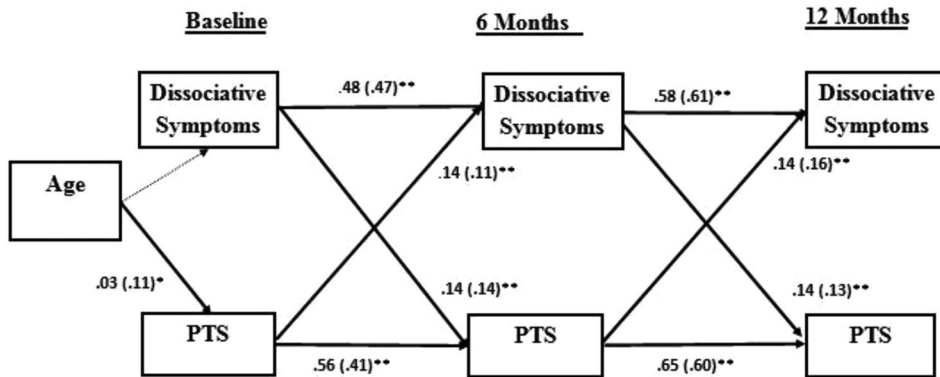 Baseline
6 Months
12 Months
Dissociative
Symptoms
.48 (.47)**
Dissociative
Symptoms
.58 (.61)**
Dissociative
Symptoms
Age
.14 (.11)**
.14 (.16)**
.03 (.11)*
.14 (.14)**
.14 (.13)**
PTS
.56 (.41)**
PTS
.65 (.60)**
PTS